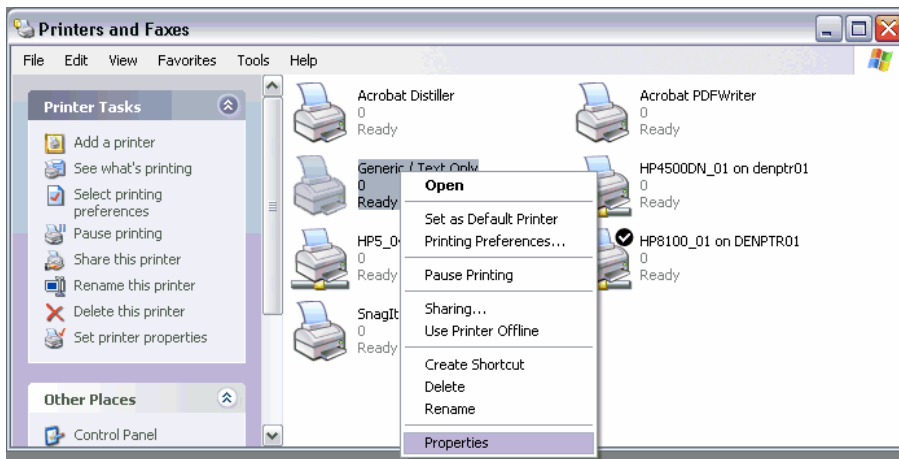 Printers and Faxes
File Edit View Favorites Tools Help
Printer Tasks
Add a printer
See what's printing
Select printing
preferences
Pause printing
Share this printer
Rename this printer
Delete this printer
Set printer properties
Other Places
Control Panel
Acrobat Distiller
0
Ready
Acrobat PDFWriter
0
Ready
Generic / Text Only
0
Ready
HP4500DN_01 on denptr01
0
Ready
HP5_0
0
Ready
HP8100_01 on DENPTR01
0
Ready
SnagIt
0
Ready
Open
Set as Default Printer
Printing Preferences...
Pause Printing
Sharing...
Use Printer Offline
Create Shortcut
Delete
Rename
Properties